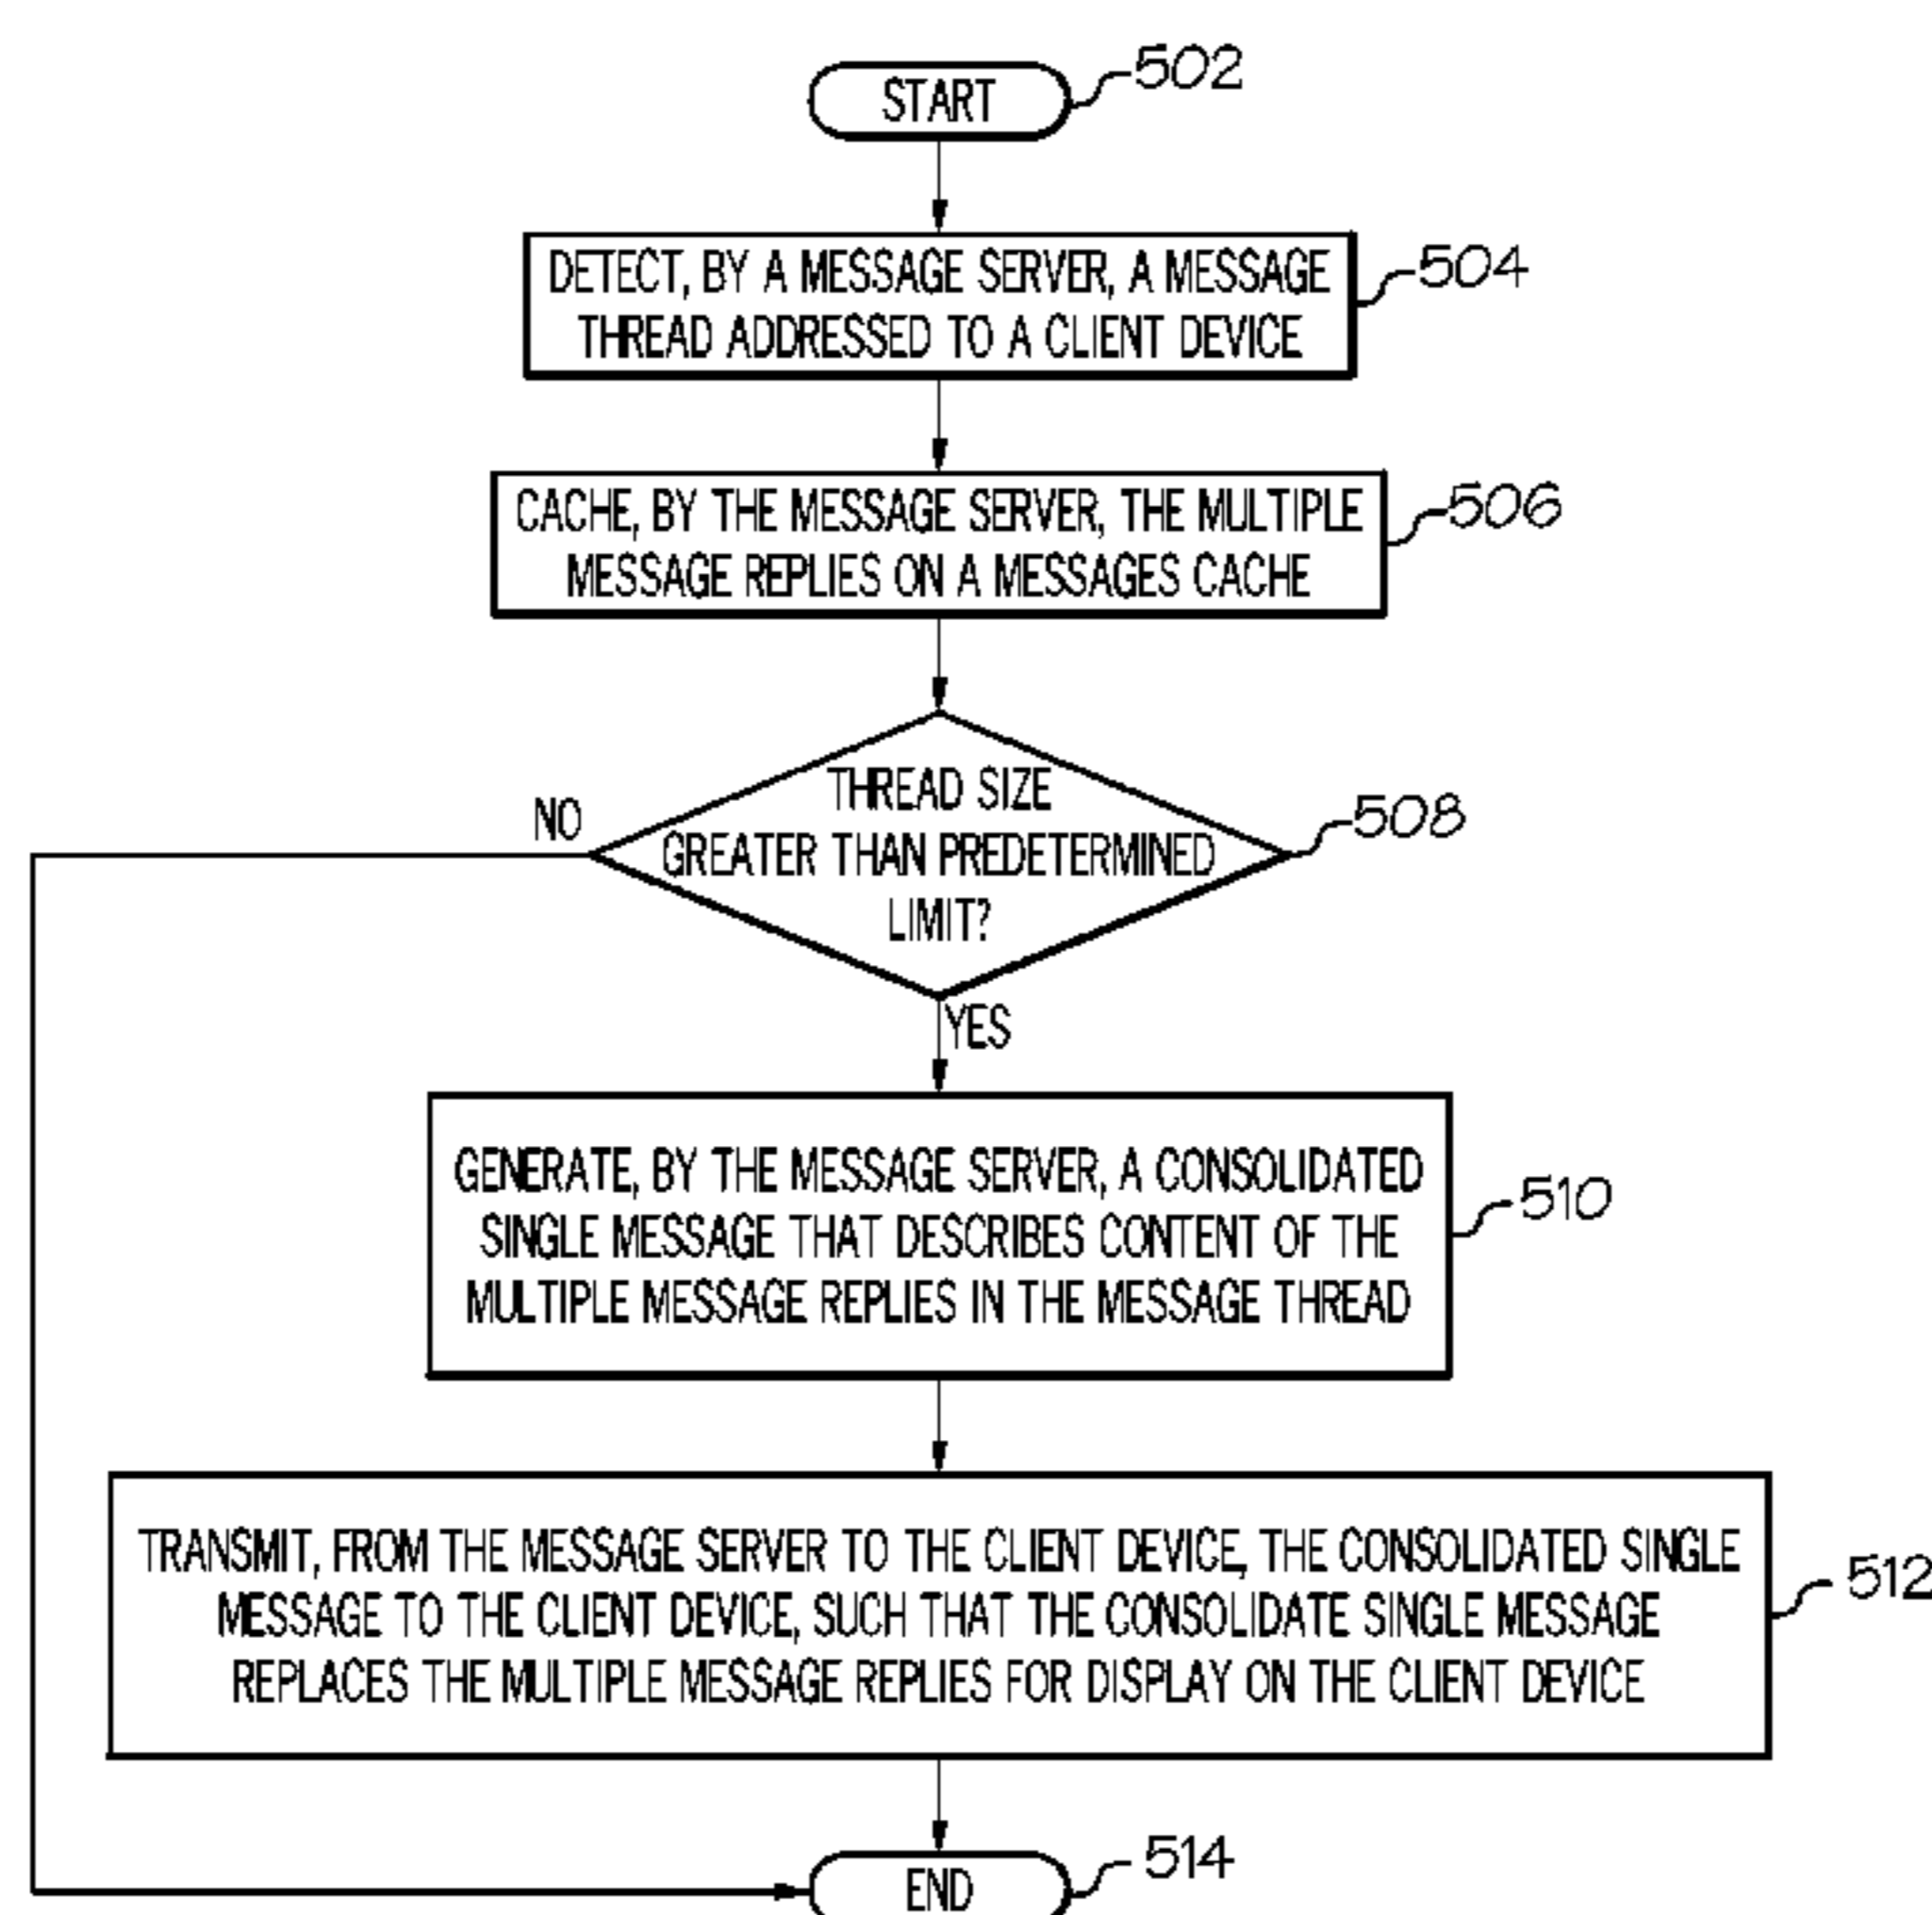 START
502
DETECT, BY A MESSAGE SERVER, A MESSAGE
THREAD ADDRESSED TO A CLIENT DEVICE
504
CACHE, BY THE MESSAGE SERVER, THE MULTIPLE
MESSAGE REPLIES ON A MESSAGES CACHE
506
THREAD SIZE
GREATER THAN PREDETERMINED
LIMIT?
508
NO
YES
GENERATE, BY THE MESSAGE SERVER, A CONSOLIDATED
SINGLE MESSAGE THAT DESCRIBES CONTENT OF THE
MULTIPLE MESSAGE REPLIES IN THE MESSAGE THREAD
510
TRANSMIT, FROM THE MESSAGE SERVER TO THE CLIENT DEVICE, THE CONSOLIDATED SINGLE
MESSAGE TO THE CLIENT DEVICE, SUCH THAT THE CONSOLIDATE SINGLE MESSAGE
REPLACES THE MULTIPLE MESSAGE REPLIES FOR DISPLAY ON THE CLIENT DEVICE
512
END
514